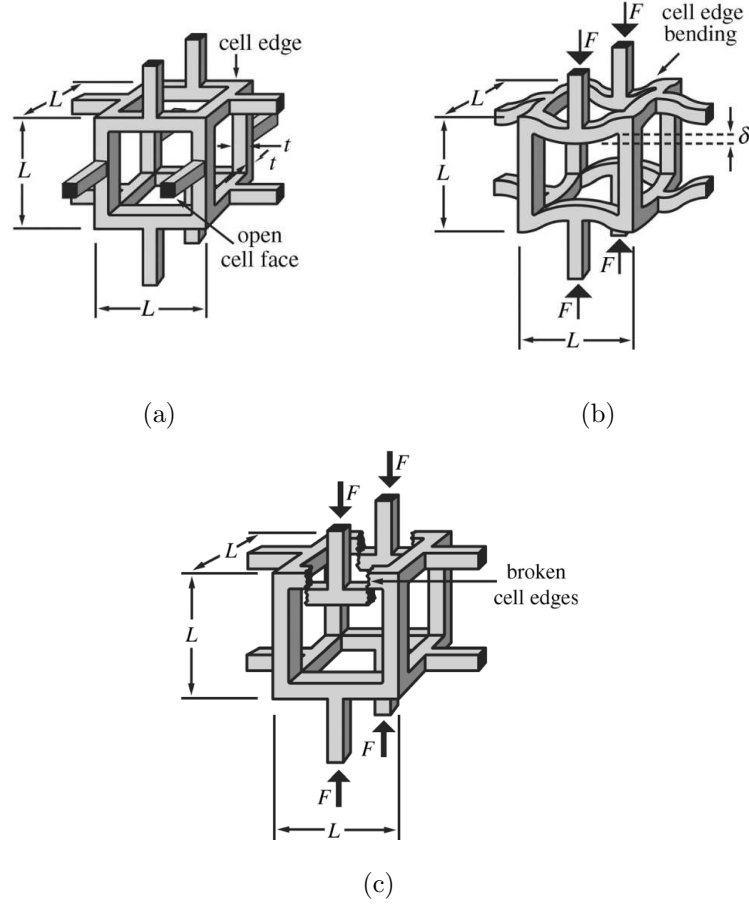 cell edge
L
L
t
t
open
cell face
L
(a)
F
F
cell edge
bending
L
δ
L
F
F
L
(b)
F
F
L
broken
cell edges
L
F
F
L
(c)